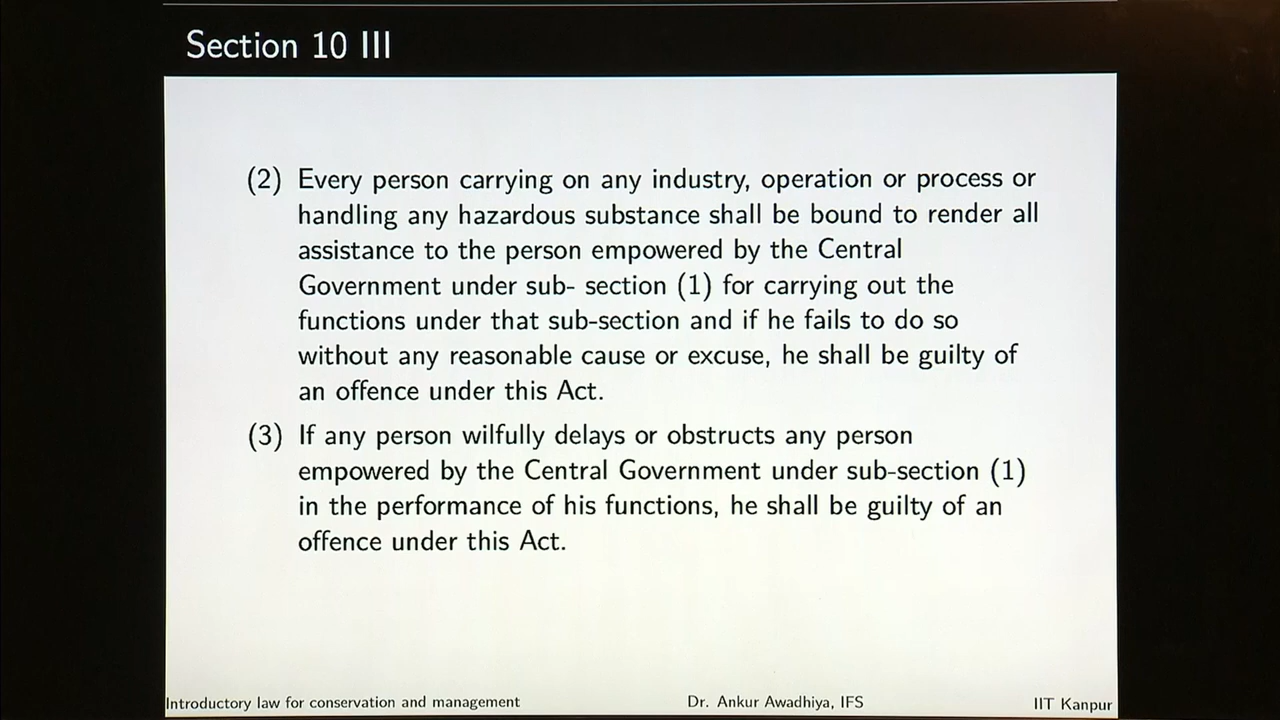 Section 10 III
(2) Every person carrying on any industry, operation or process or
handling any hazardous substance shall be bound to render all
assistance to the person empowered by the Central
Government under sub- section (1) for carrying out the
functions under that sub-section and if he fails to do so
without any reasonable cause or excuse, he shall be guilty of
an offence under this Act.
(3) If any person wilfully delays or obstructs any person
empowered by the Central Government under sub-section (1)
in the performance of his functions, he shall be guilty of an
offence under this Act.
Introductory law for conservation and management Dr. Ankur Awadhiya, IFS IIT Kanpur